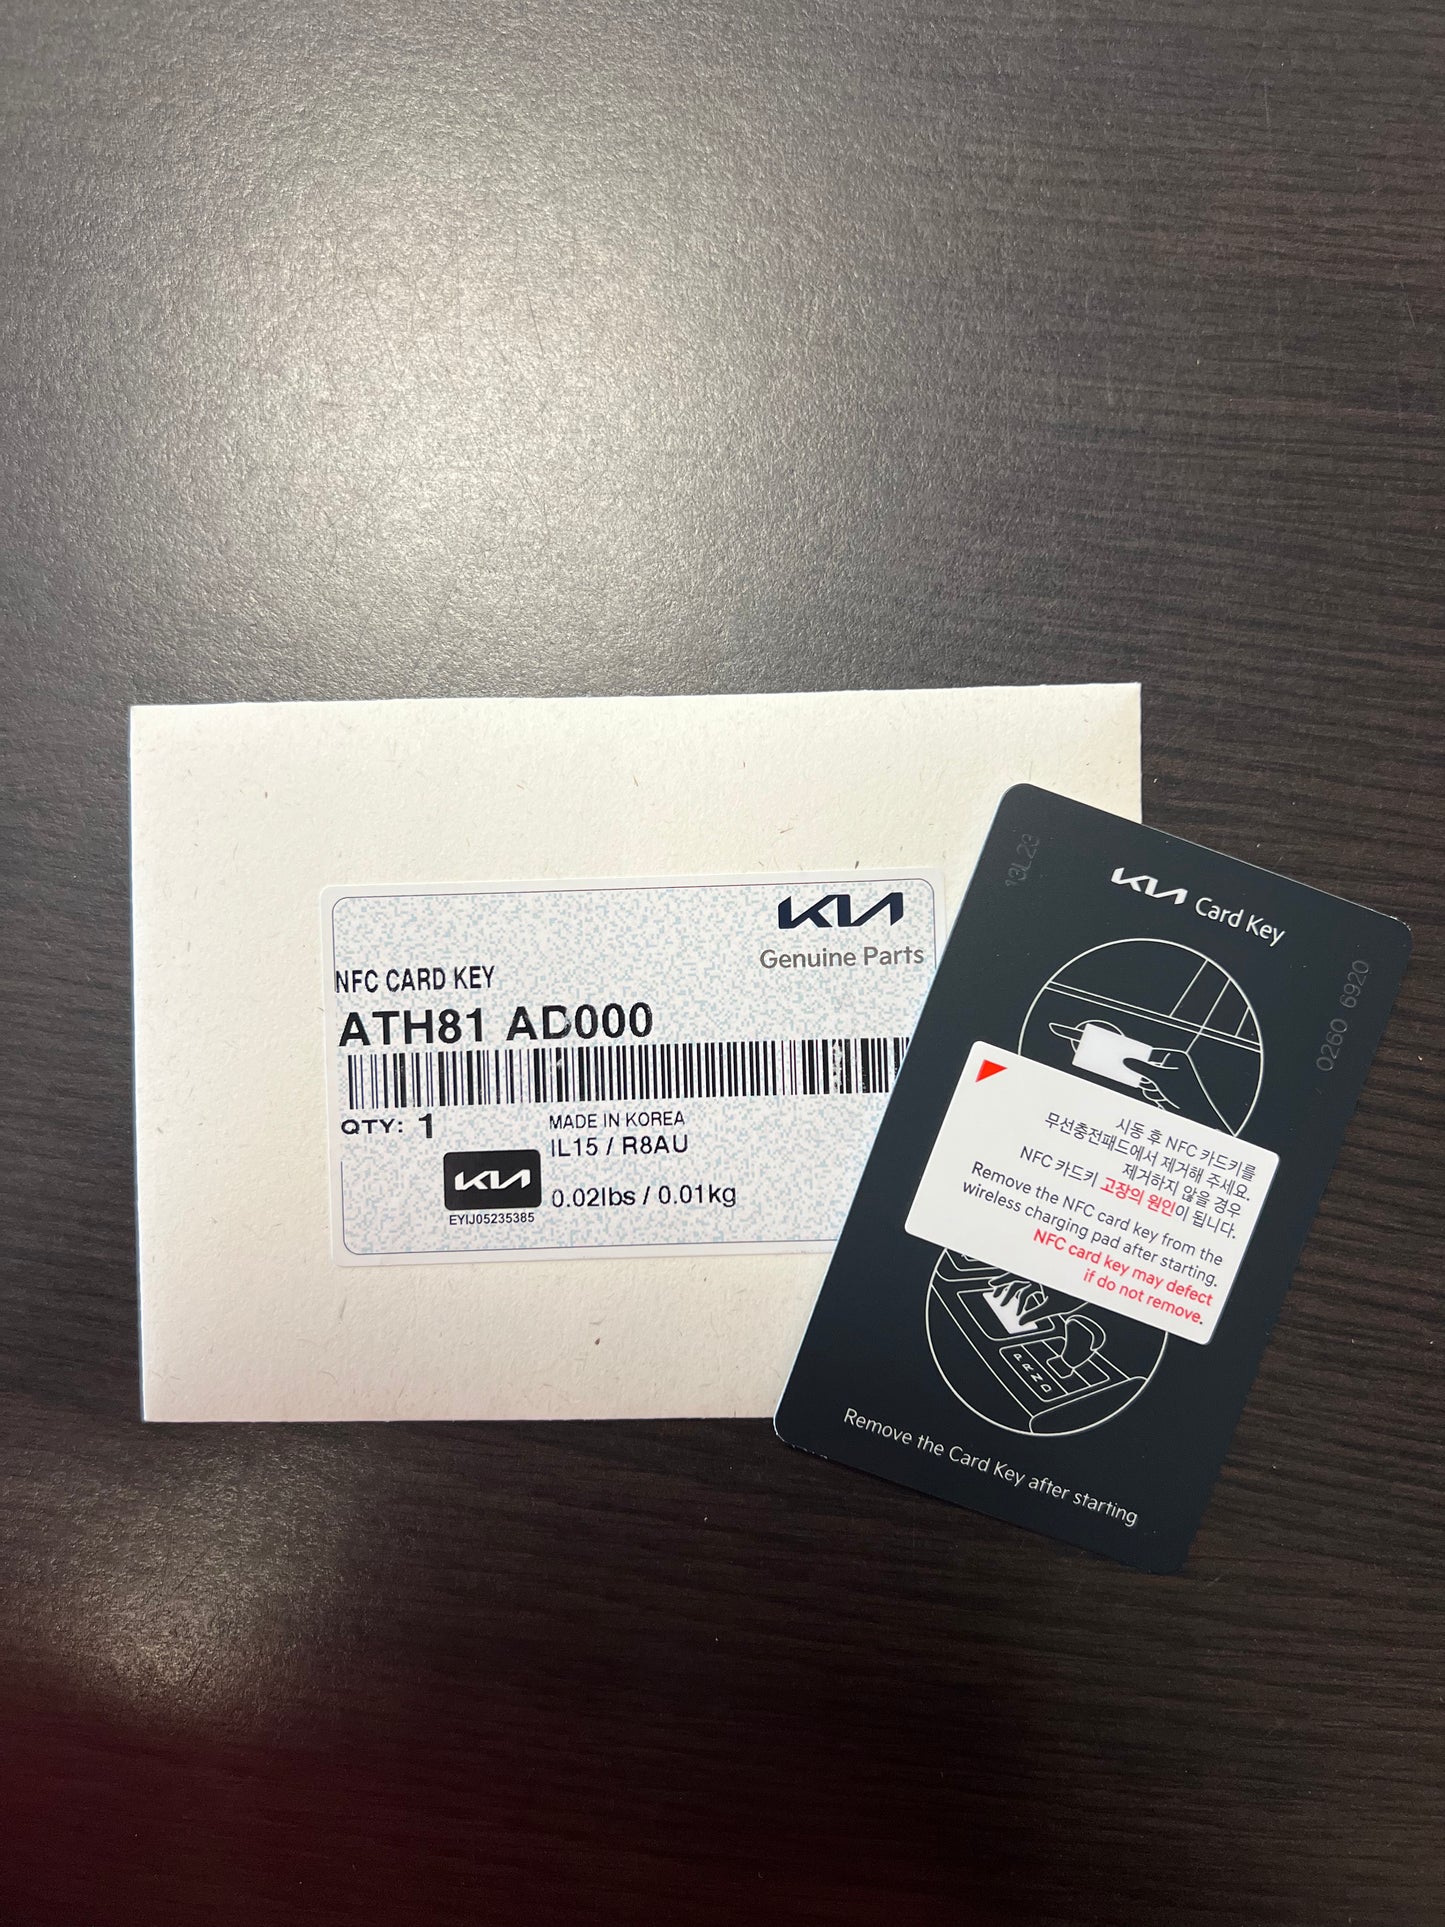 KIA
Genuine Parts
NFC CARD KEY
ATH81 AD000
QTY: 1
MADE IN KOREA
IL15 / R8AU
KIA
EYIJ05235385
0.02lbs / 0.01kg
13L23
KIA Card Key
0260 6920
시동 후 NFC 카드키를
무선충전패드에서 제거해 주세요.
제거하지 않을 경우
NFC 카드키 고장의 원인이 됩니다.
Remove the NFC card key from the
wireless charging pad after starting.
NFC card key may defect
if do not remove.
P R N D
Remove the Card Key after starting